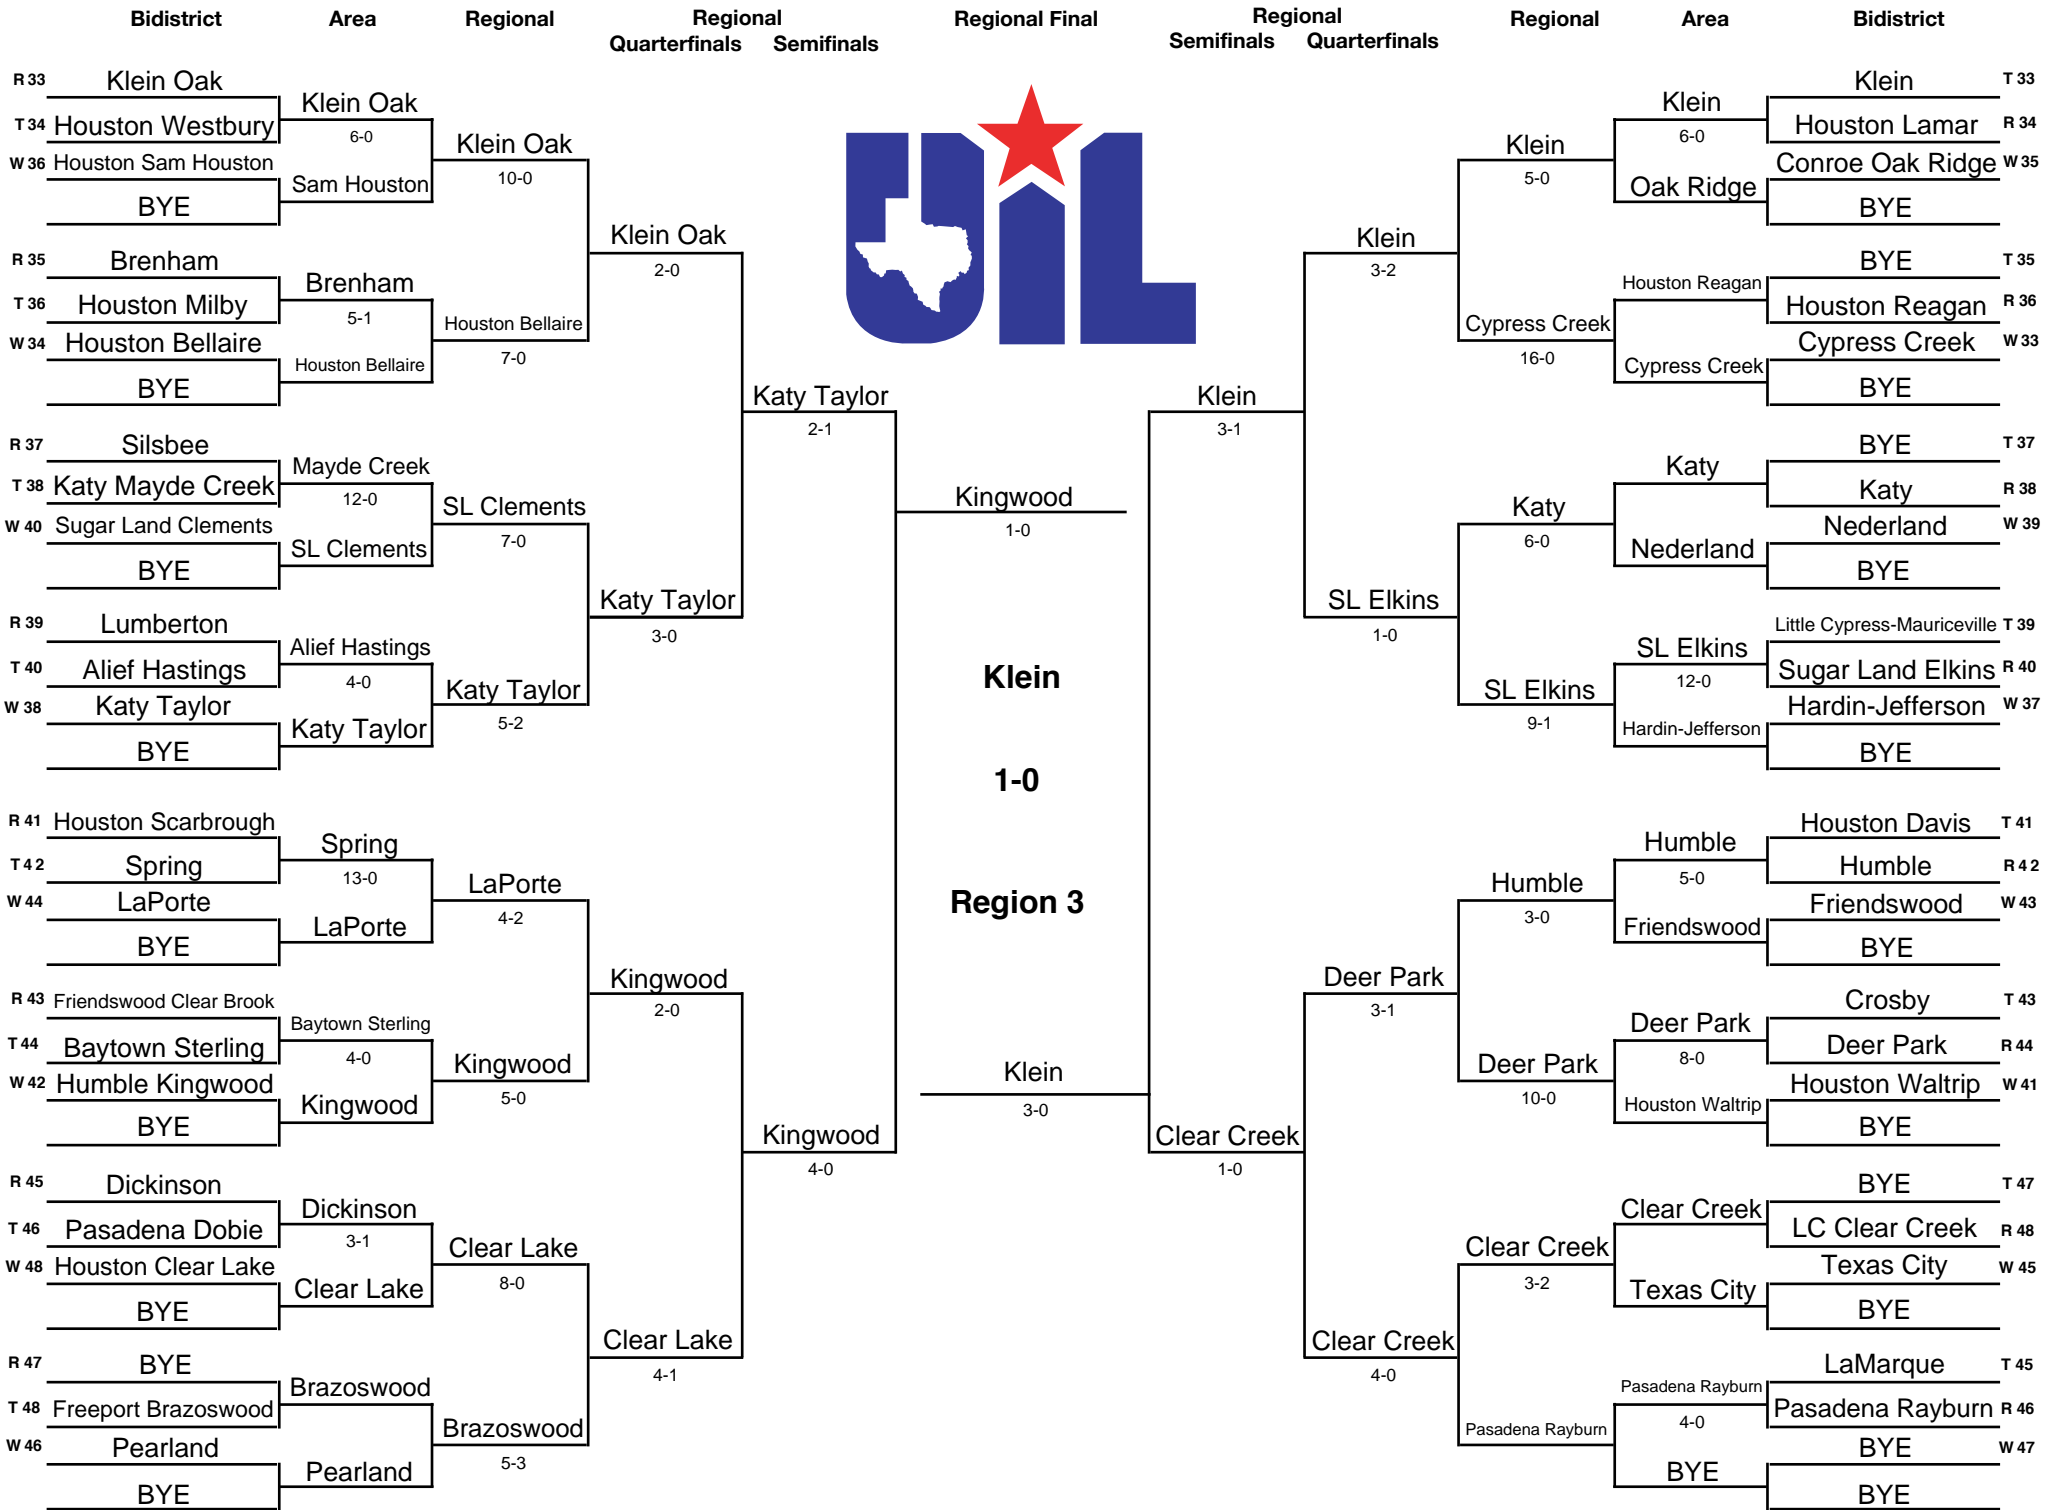 Bidistrict Area Regional Regional Regional Final Regional Regional Area Bidistrict
Quarterfinals Semifinals Semifinals Quarterfinals
R 33 Klein Oak
T 34 Houston Westbury
W 36 Houston Sam Houston
BYE
R 35 Brenham
T 36 Houston Milby
W 34 Houston Bellaire
BYE
R 37 Silsbee
T 38 Katy Mayde Creek
W 40 Sugar Land Clements
BYE
R 39 Lumberton
T 40 Alief Hastings
W 38 Katy Taylor
BYE
R 41 Houston Scarbrough
T 42 Spring
W 44 LaPorte
BYE
R 43 Friendswood Clear Brook
T 44 Baytown Sterling
W 42 Humble Kingwood
BYE
R 45 Dickinson
T 46 Pasadena Dobie
W 48 Houston Clear Lake
BYE
R 47 BYE
T 48 Freeport Brazoswood
W 46 Pearland
BYE
Klein Oak
6-0
Sam Houston
Brenham
5-1
Houston Bellaire
Mayde Creek
12-0
SL Clements
Alief Hastings
4-0
Katy Taylor
Spring
13-0
LaPorte
Baytown Sterling
4-0
Kingwood
Dickinson
3-1
Clear Lake
Brazoswood
Pearland
Klein Oak
10-0
Houston Bellaire
7-0
SL Clements
7-0
Katy Taylor
5-2
LaPorte
4-2
Kingwood
5-0
Clear Lake
8-0
Brazoswood
5-3
Klein Oak
2-0
Katy Taylor
3-0
Kingwood
2-0
Clear Lake
4-1
Katy Taylor
2-1
Kingwood
4-0
UIL
Kingwood
1-0
Klein
1-0
Region 3
Klein
3-0
Klein
3-1
Clear Creek
1-0
Klein
3-2
SL Elkins
1-0
Deer Park
3-1
Clear Creek
4-0
Klein
5-0
Cypress Creek
16-0
Katy
6-0
SL Elkins
9-1
Humble
3-0
Deer Park
10-0
Clear Creek
3-2
Pasadena Rayburn
Klein
6-0
Oak Ridge
Houston Reagan
Cypress Creek
Katy
Nederland
SL Elkins
12-0
Hardin-Jefferson
Humble
5-0
Friendswood
Deer Park
8-0
Houston Waltrip
Clear Creek
Texas City
Pasadena Rayburn
4-0
BYE
Klein T 33
Houston Lamar R 34
Conroe Oak Ridge W 35
BYE
BYE T 35
Houston Reagan R 36
Cypress Creek W 33
BYE
BYE T 37
Katy R 38
Nederland W 39
BYE
Little Cypress-Mauriceville T 39
Sugar Land Elkins R 40
Hardin-Jefferson W 37
BYE
Houston Davis T 41
Humble R 42
Friendswood W 43
BYE
Crosby T 43
Deer Park R 44
Houston Waltrip W 41
BYE
BYE T 47
LC Clear Creek R 48
Texas City W 45
BYE
LaMarque T 45
Pasadena Rayburn R 46
BYE W 47
BYE